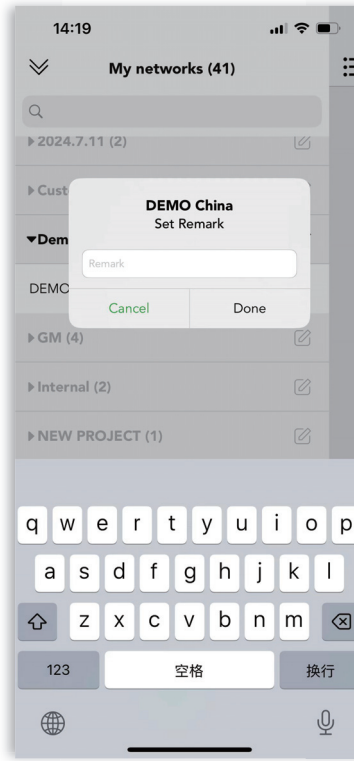 14:19
My networks (41)
2024.7.11 (2)
Cust
DEMO China
Set Remark
Dem
Remark
DEMO
Cancel
Done
GM (4)
Internal (2)
NEW PROJECT (1)
q w e r t y u i o p
a s d f g h j k l
z x c v b n m
123 空格 换行